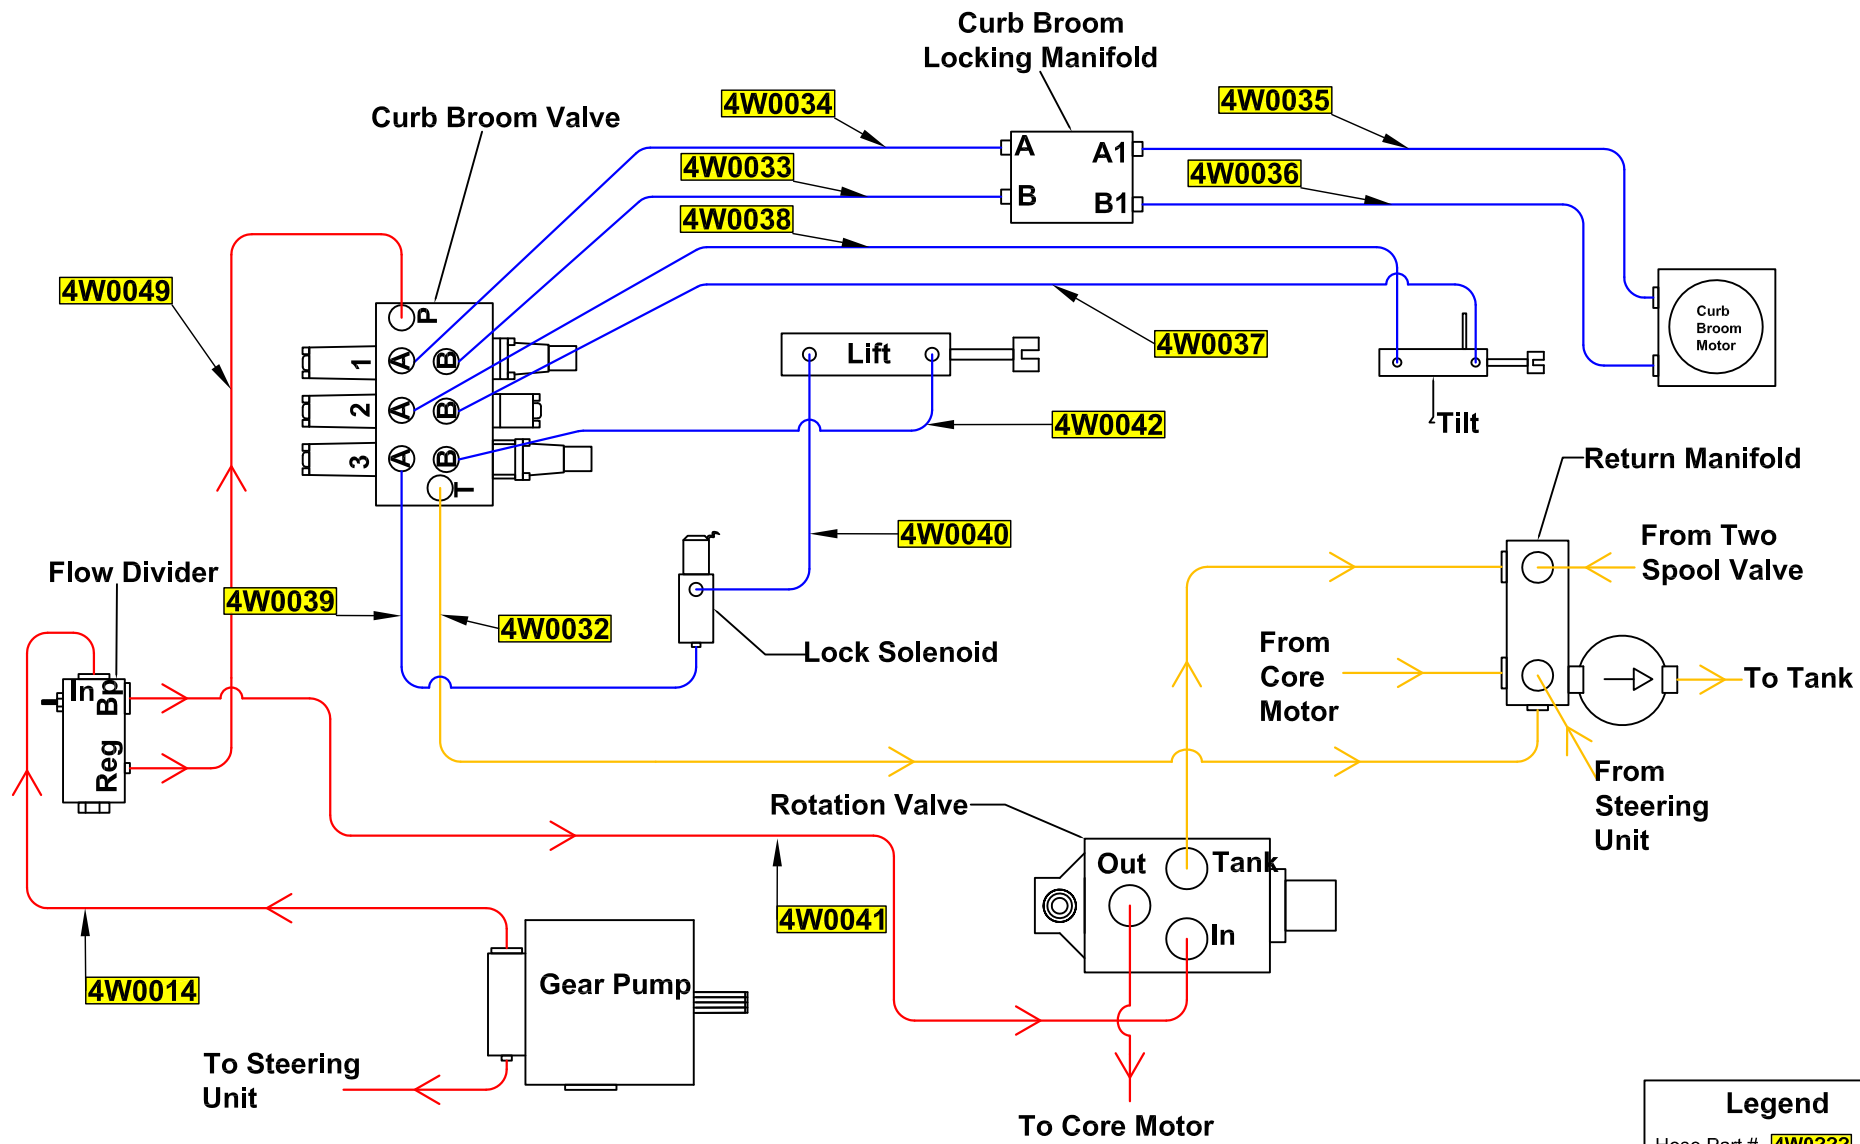 Curb Broom
Locking Manifold
4W0034
4W0035
Curb Broom Valve
A
A1
4W0033
4W0036
B
B1
4W0038
4W0049
P
Curb
Broom
Motor
4W0037
1
A
B
Lift
2
A
B
Tilt
4W0042
3
A
B
T
Return Manifold
4W0040
From Two
Spool Valve
Flow Divider
4W0039
4W0032
Lock Solenoid
From
Core
Motor
To Tank
In
Bp
Reg
From
Steering
Unit
Rotation Valve
Out
Tank
In
4W0041
4W0014
Gear Pump
To Steering
Unit
To Core Motor
Legend
Hose Part #